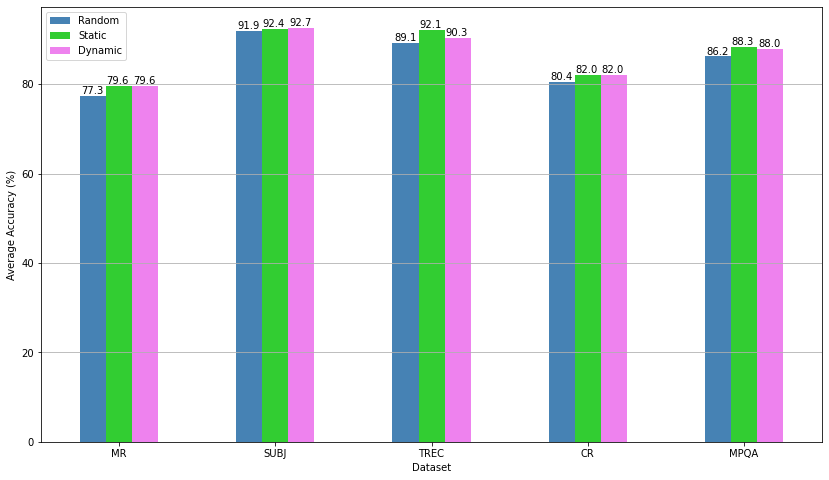 Random
Static
Dynamic
77.3 79.6 79.6
91.9 92.4 92.7
89.1 92.1 90.3
80.4 82.0 82.0
86.2 88.3 88.0
80
60
40
20
0
Average Accuracy (%)
MR SUBJ TREC CR MPQA
Dataset